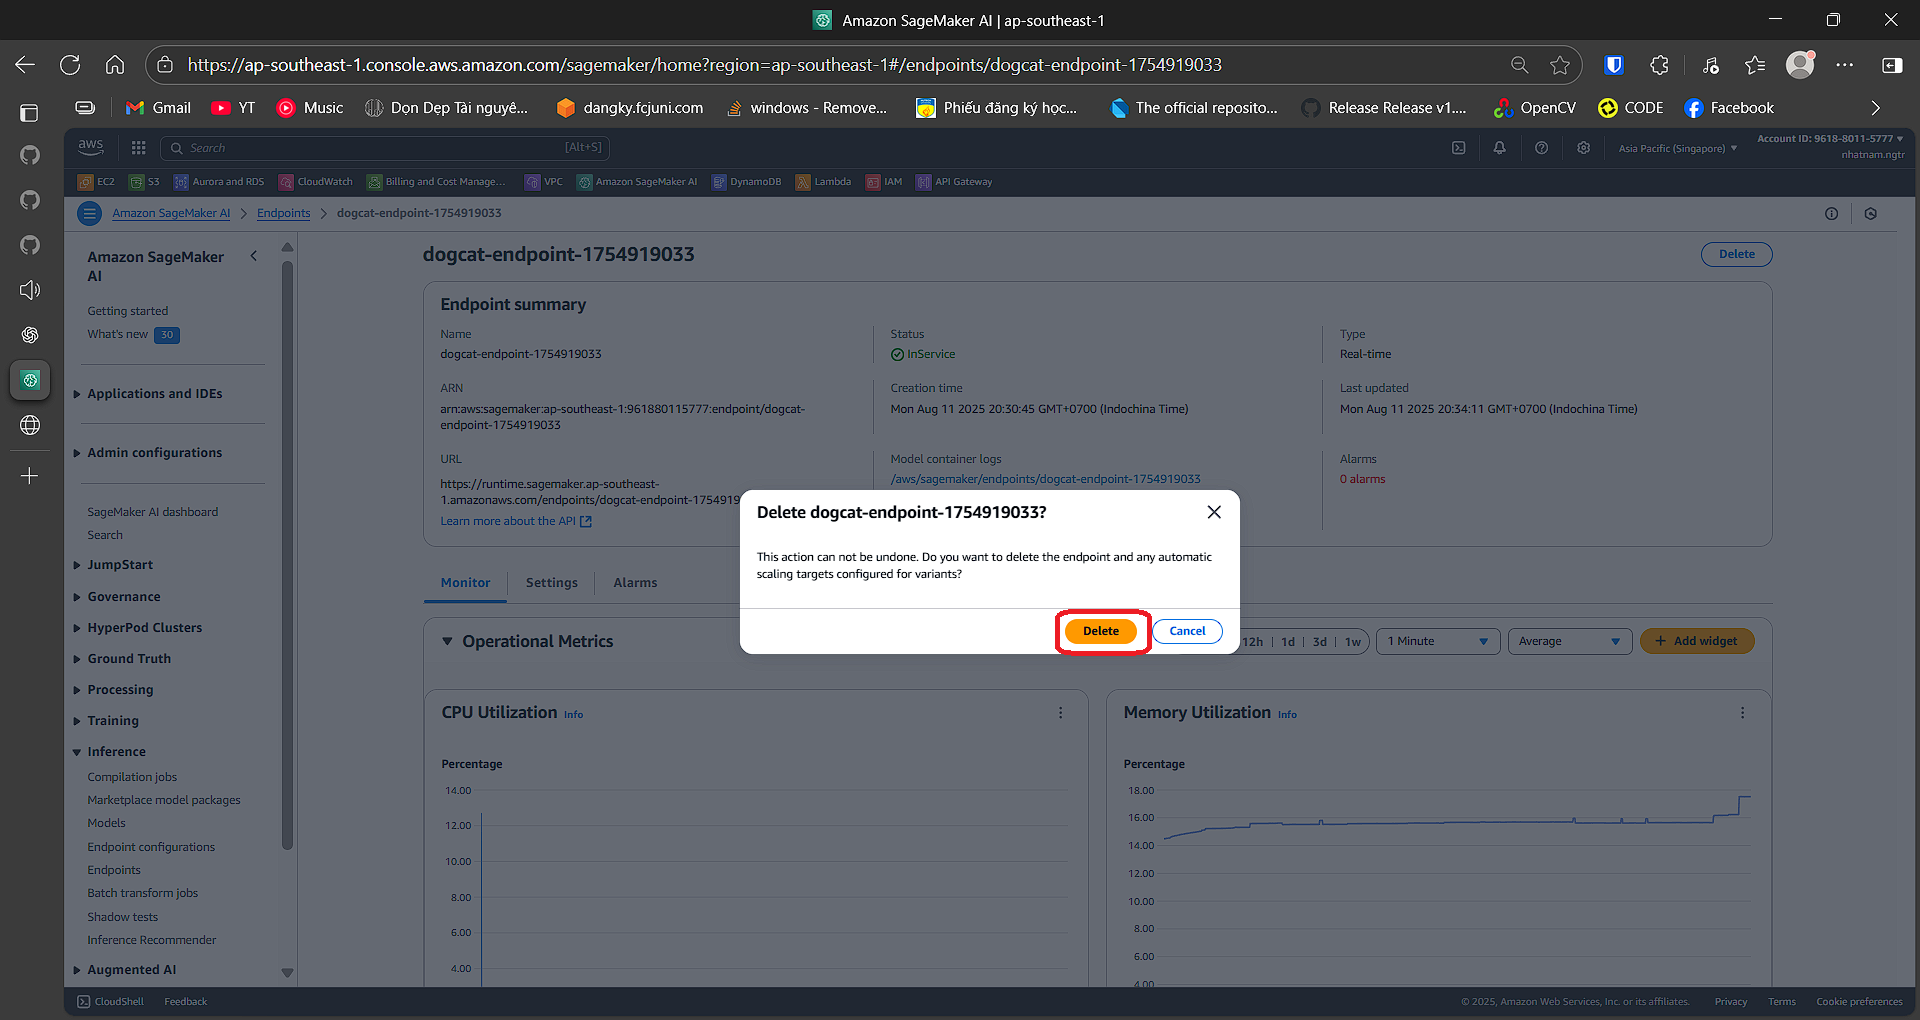 Amazon SageMaker AI | ap-southeast-1
https://ap-southeast-1.console.aws.amazon.com/sagemaker/home?region=ap-southeast-1#/endpoints/dogcat-endpoint-1754919033
Gmail YT Music Dọn Dẹp Tài nguyê... dangky.fcjuni.com windows - Remove... Phiếu đăng ký học... The official reposito... Release Release v1.... OpenCV CODE Facebook
aws Search [Alt+S] Asia Pacific (Singapore) Account ID: 9618-8011-5777
nhatnam.ngtr
EC2 S3 Aurora and RDS CloudWatch Billing and Cost Manage... VPC Amazon SageMaker AI DynamoDB Lambda IAM API Gateway
Amazon SageMaker AI > Endpoints > dogcat-endpoint-1754919033
Amazon SageMaker
AI
Getting started
What's new 30
Applications and IDEs
Admin configurations
SageMaker AI dashboard
Search
JumpStart
Governance
HyperPod Clusters
Ground Truth
Processing
Training
Inference
Compilation jobs
Marketplace model packages
Models
Endpoint configurations
Endpoints
Batch transform jobs
Shadow tests
Inference Recommender
Augmented AI
dogcat-endpoint-1754919033
Delete
Endpoint summary
Name
dogcat-endpoint-1754919033
Status
InService
Type
Real-time
ARN
arn:aws:sagemaker:ap-southeast-1:961880115777:endpoint/dogcat-
endpoint-1754919033
Creation time
Mon Aug 11 2025 20:30:45 GMT+0700 (Indochina Time)
Last updated
Mon Aug 11 2025 20:34:11 GMT+0700 (Indochina Time)
URL
https://runtime.sagemaker.ap-southeast-
1.amazonaws.com/endpoints/dogcat-endpoint-1754919
Learn more about the API
Model container logs
/aws/sagemaker/endpoints/dogcat-endpoint-1754919033
Alarms
0 alarms
Delete dogcat-endpoint-1754919033?
This action can not be undone. Do you want to delete the endpoint and any automatic
scaling targets configured for variants?
Delete Cancel
Monitor Settings Alarms
Operational Metrics
12h 1d 3d 1w 1 Minute Average + Add widget
CPU Utilization Info
Percentage
14.00
12.00
10.00
8.00
6.00
4.00
Memory Utilization Info
Percentage
18.00
16.00
14.00
12.00
10.00
8.00
6.00
4.00
CloudShell Feedback © 2025, Amazon Web Services, Inc. or its affiliates. Privacy Terms Cookie preferences